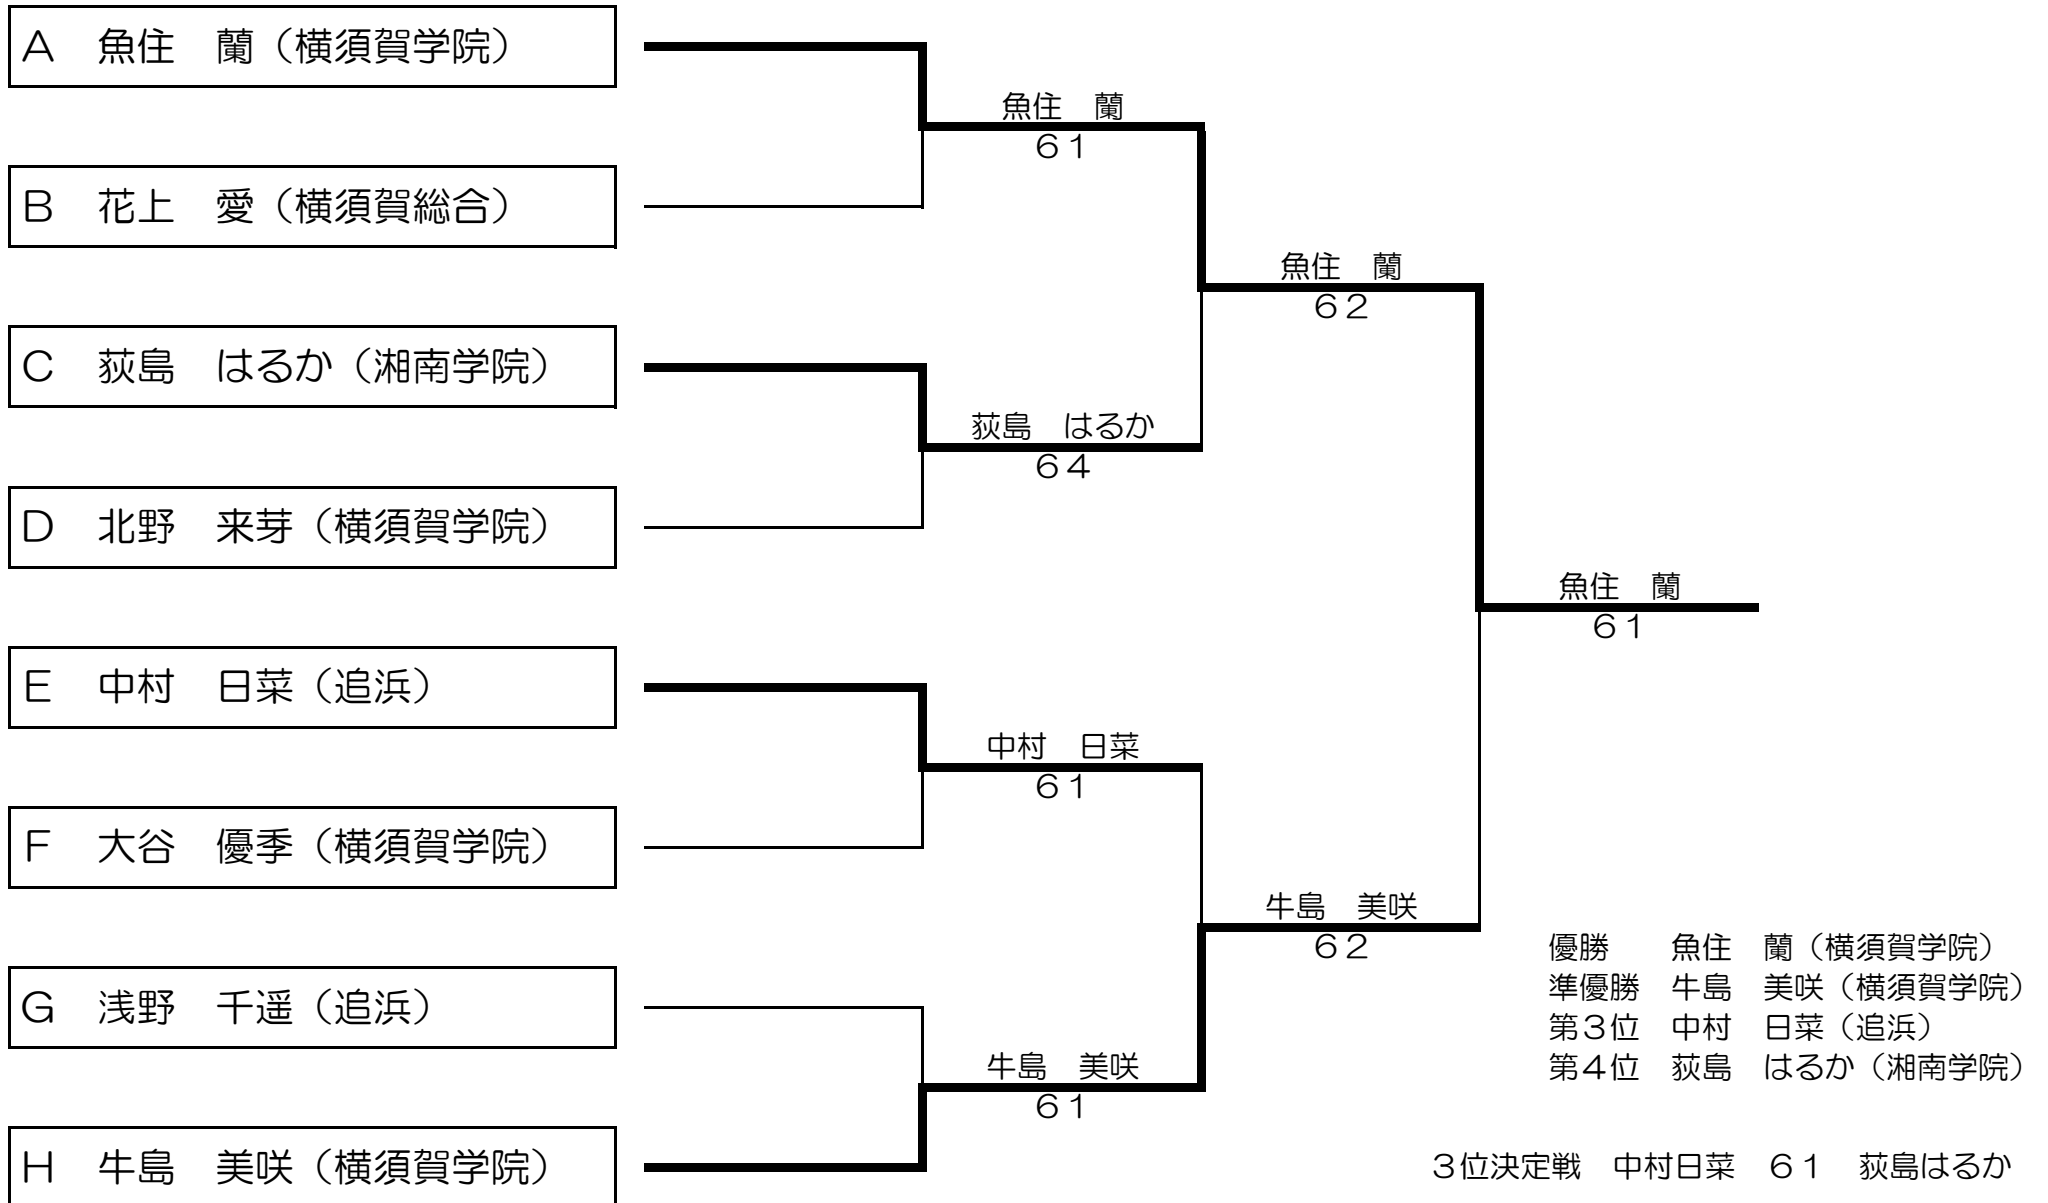 A　魚住　蘭（横須賀学院）
魚住　蘭
６１
B　花上　愛（横須賀総合）
魚住　蘭
６２
C　荻島　はるか（湘南学院）
荻島　はるか
６４
D　北野　来芽（横須賀学院）
魚住　蘭
６１
E　中村　日菜（追浜）
中村　日菜
６１
F　大谷　優季（横須賀学院）
牛島　美咲
６２
G　浅野　千遥（追浜）
牛島　美咲
６１
H　牛島　美咲（横須賀学院）
優勝　　魚住　蘭（横須賀学院）
準優勝　牛島　美咲（横須賀学院）
第３位　中村　日菜（追浜）
第４位　荻島　はるか（湘南学院）
３位決定戦　中村日菜　６１　荻島はるか